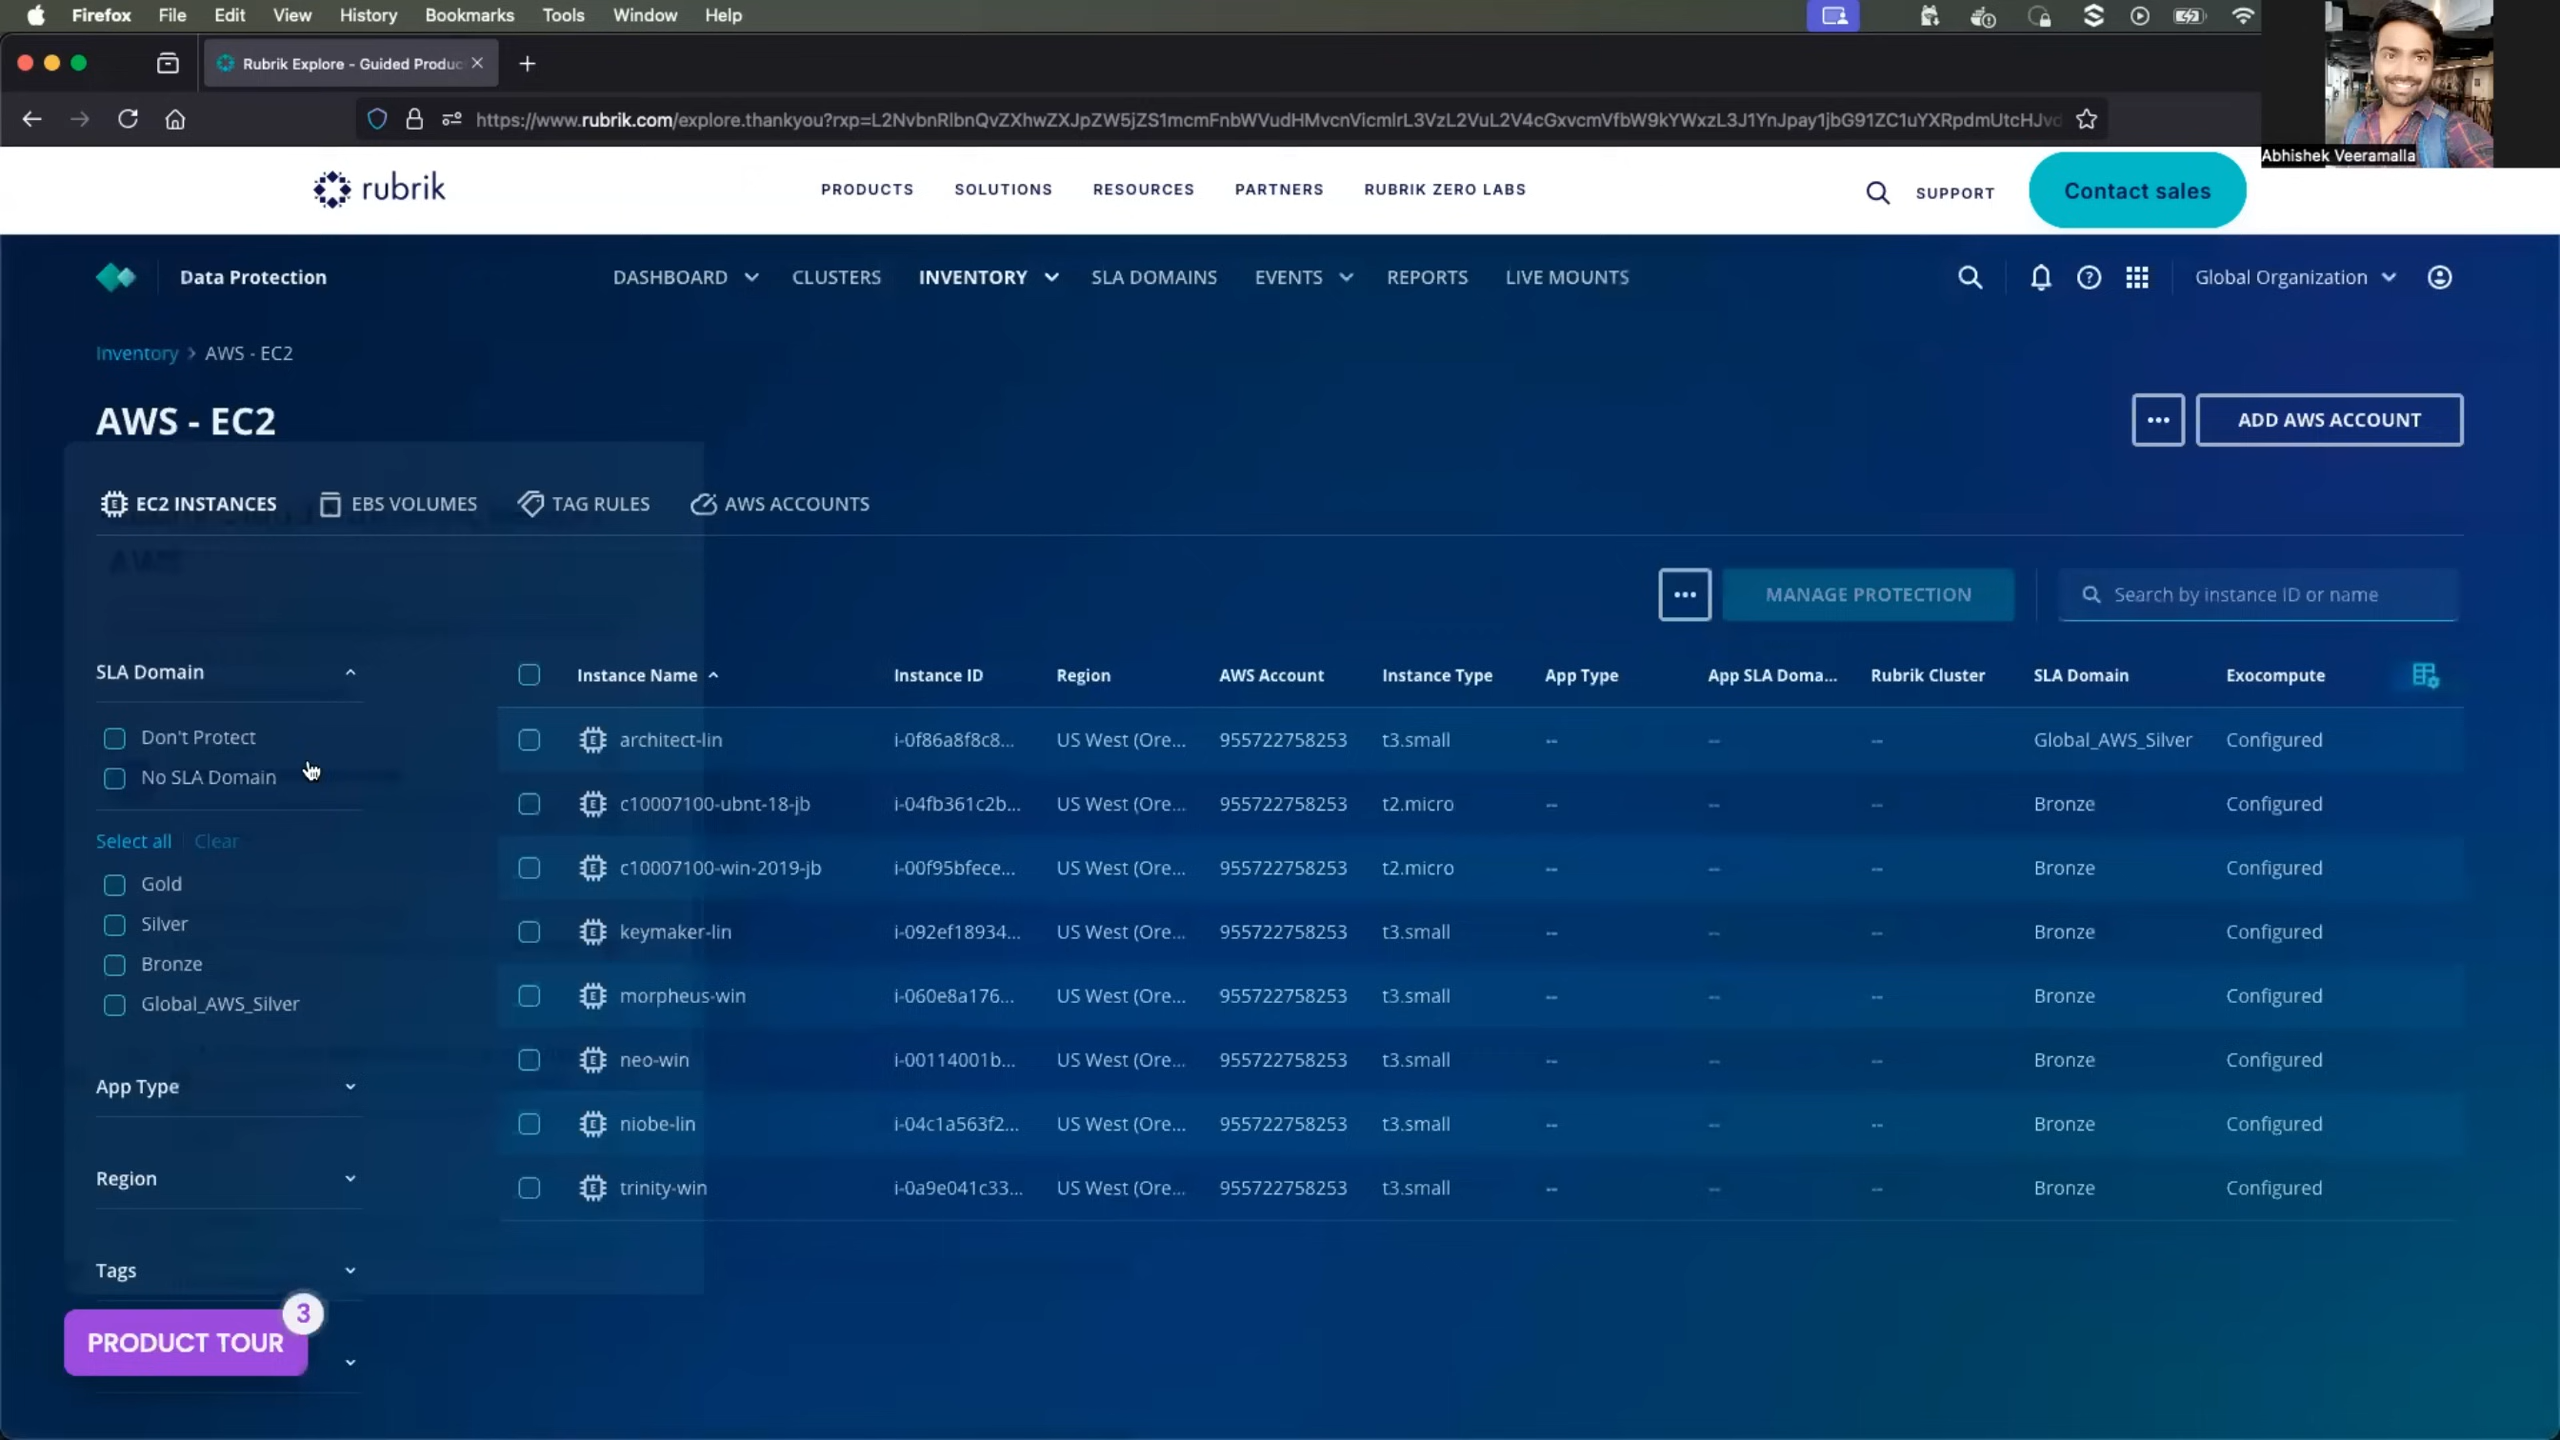 Firefox File Edit View History Bookmarks Tools Window Help
Rubrik Explore - Guided Produc
https://www.rubrik.com/explore.thankyou?rxp=
Abhishek Veeramalla
rubrik PRODUCTS SOLUTIONS RESOURCES PARTNERS RUBRIK ZERO LABS SUPPORT Contact sales
Data Protection DASHBOARD CLUSTERS INVENTORY SLA DOMAINS EVENTS REPORTS LIVE MOUNTS Global Organization
Inventory > AWS - EC2
AWS - EC2 ... ADD AWS ACCOUNT
EC2 INSTANCES EBS VOLUMES TAG RULES AWS ACCOUNTS
... MANAGE PROTECTION Search by instance ID or name
SLA Domain
Don't Protect
No SLA Domain
Select all Clear
Gold
Silver
Bronze
Global_AWS_Silver
App Type
Region
Tags
PRODUCT TOUR 3
Instance Name Instance ID Region AWS Account Instance Type App Type App SLA Doma... Rubrik Cluster SLA Domain Exocompute
architect-lin i-0f86a8f8c8... US West (Ore... 955722758253 t3.small -- -- -- Global_AWS_Silver Configured
c10007100-ubnt-18-jb i-04fb361c2b... US West (Ore... 955722758253 t2.micro -- -- -- Bronze Configured
c10007100-win-2019-jb i-00f95bfece... US West (Ore... 955722758253 t2.micro -- -- -- Bronze Configured
keymaker-lin i-092ef18934... US West (Ore... 955722758253 t3.small -- -- -- Bronze Configured
morpheus-win i-060e8a176... US West (Ore... 955722758253 t3.small -- -- -- Bronze Configured
neo-win i-00114001b... US West (Ore... 955722758253 t3.small -- -- -- Bronze Configured
niobe-lin i-04c1a563f2... US West (Ore... 955722758253 t3.small -- -- -- Bronze Configured
trinity-win i-0a9e041c33... US West (Ore... 955722758253 t3.small -- -- -- Bronze Configured